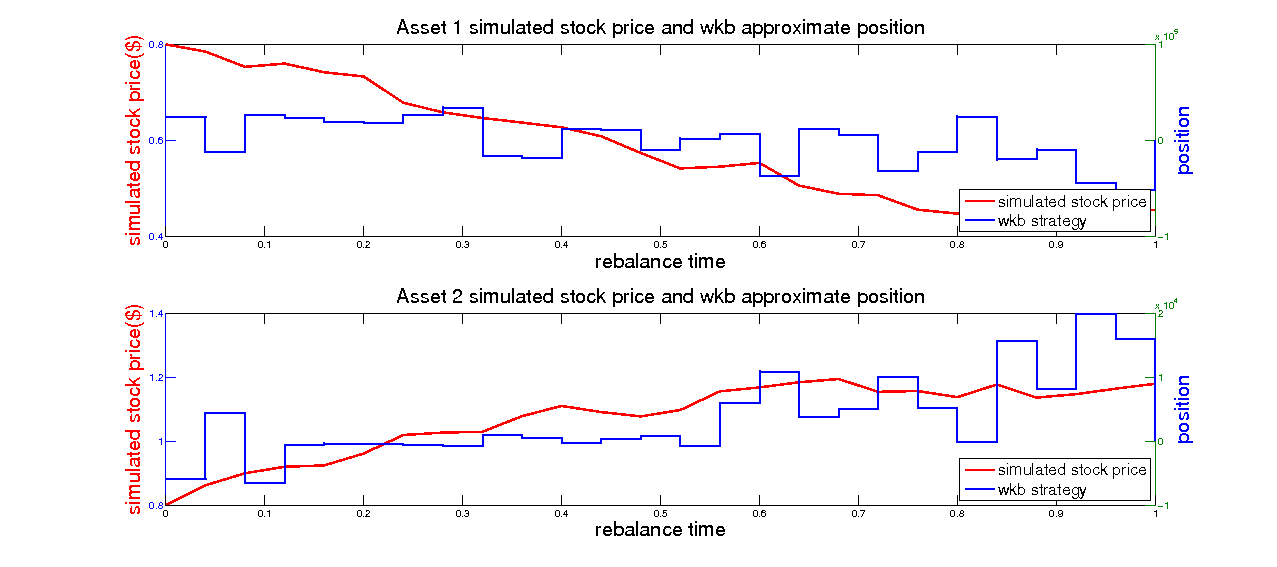 Asset 1 simulated stock price and wkb approximate position
x 10^5
simulated stock price($)
0.8
0.6
0.4
1
0
-1
position
simulated stock price
wkb strategy
0 0.1 0.2 0.3 0.4 0.5 0.6 0.7 0.8 0.9 1
rebalance time
Asset 2 simulated stock price and wkb approximate position
x 10^4
simulated stock price($)
1.4
1.2
1
0.8
2
1
0
-1
position
simulated stock price
wkb strategy
0 0.1 0.2 0.3 0.4 0.5 0.6 0.7 0.8 0.9 1
rebalance time